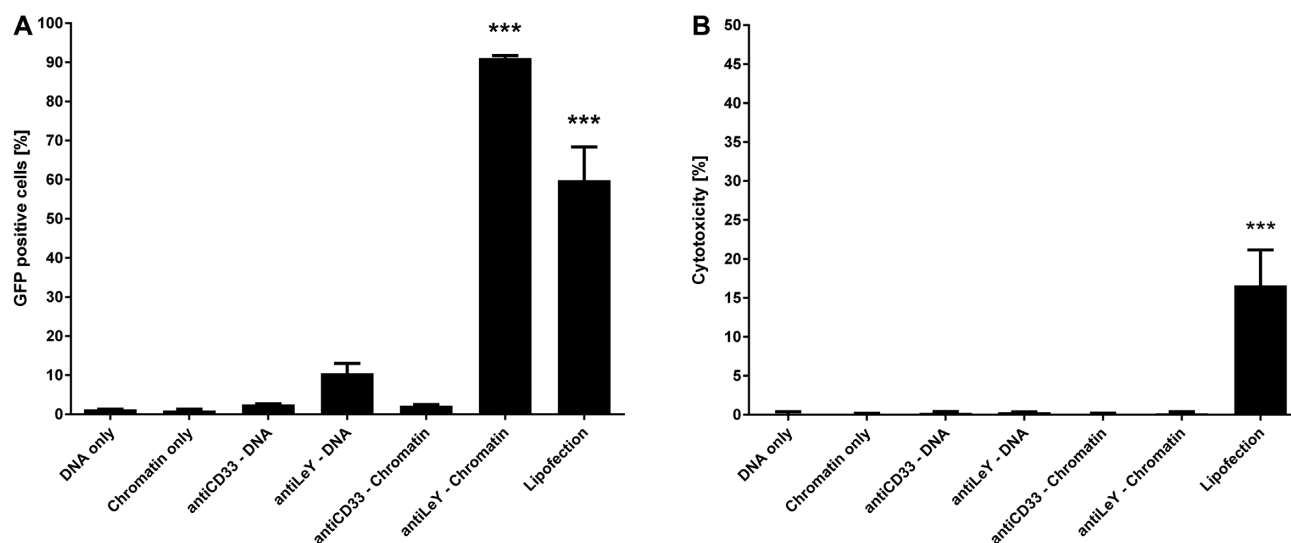 A
GFP positive cells [%]
100
90
80
70
60
50
40
30
20
10
0
***
***
DNA only
Chromatin only
antiCD33 - DNA
antiLeY - DNA
antiCD33 - Chromatin
antiLeY - Chromatin
Lipofection
B
Cytotoxicity [%]
50
45
40
35
30
25
20
15
10
5
0
***
DNA only
Chromatin only
antiCD33 - DNA
antiLeY - DNA
antiCD33 - Chromatin
antiLeY - Chromatin
Lipofection